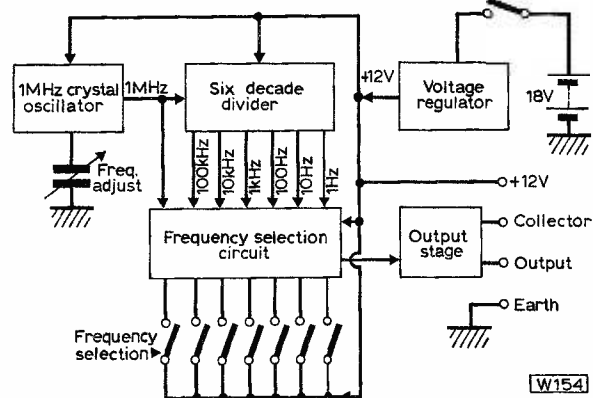 1MHz crystal
oscillator
1MHz
Six decade
divider
+12V
Voltage
regulator
18V
Freq.
adjust
100kHz
10kHz
1kHz
100Hz
10Hz
1Hz
+12V
Frequency selection
circuit
Output
stage
Collector
Output
Earth
Frequency
selection
W154